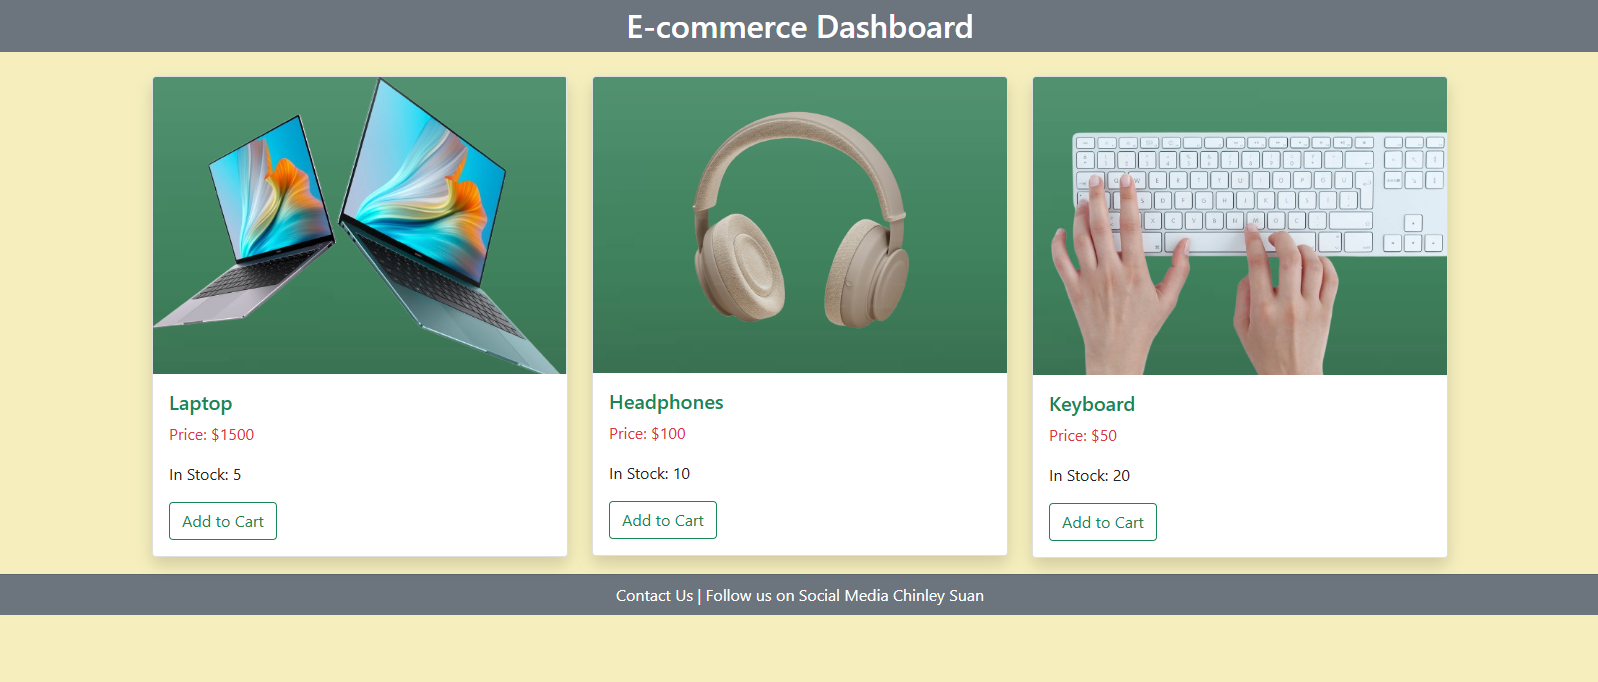 E-commerce Dashboard
Laptop
Price: $1500
In Stock: 5
Add to Cart
Headphones
Price: $100
In Stock: 10
Add to Cart
Keyboard
Price: $50
In Stock: 20
Add to Cart
Contact Us | Follow us on Social Media Chinley Suan